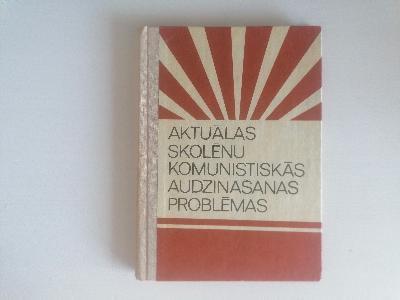 AKTUĀLAS
SKOLĒNU
KOMUNISTISKĀS
AUDZINĀŠANAS
PROBLĒMAS